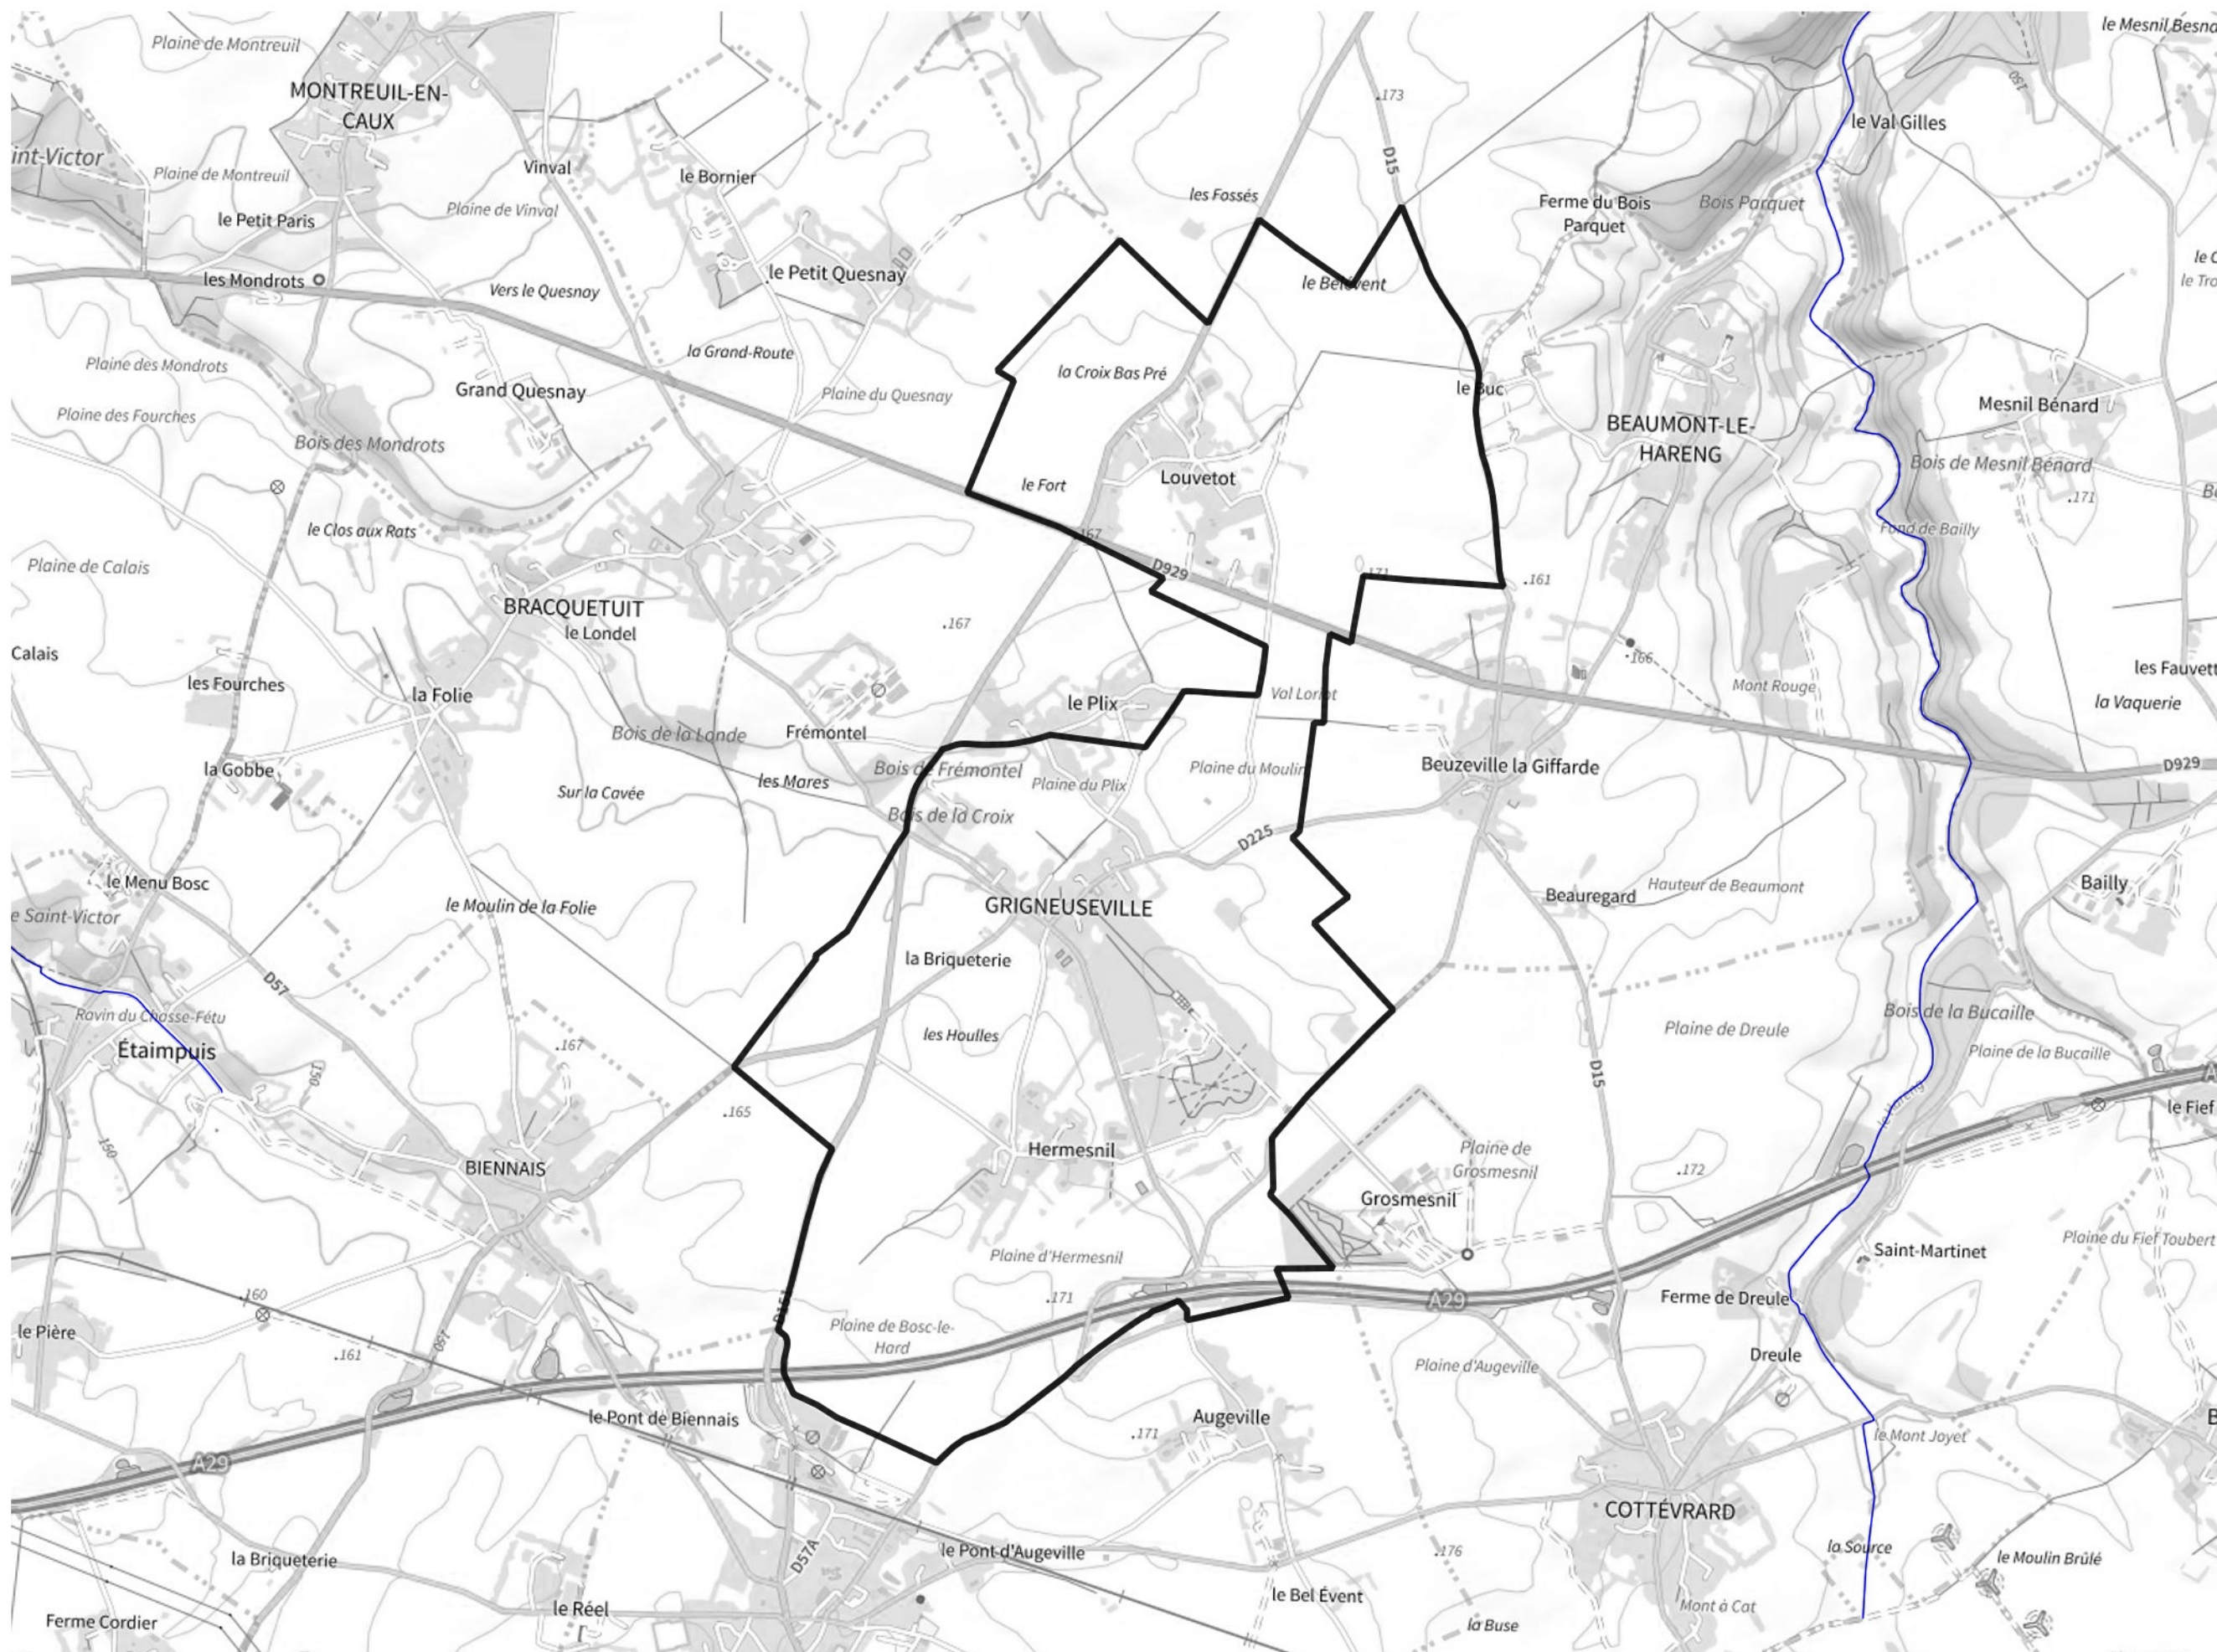 le Mesnil Besna
Plaine de Montreuil
MONTREUIL-EN-
CAUX
.173
150
le Val Gilles
int-Victor
D15
Vinval
le Bornier
Plaine de Montreuil
les Fossés
Ferme du Bois
Parquet
Bois Parquet
le Petit Paris
Plaine de Vinval
les Mondrots
Vers le Quesnay
le Petit Quesnay
le Belévent
la Grand-Route
Plaine des Mondrots
la Croix Bas Pré
Grand Quesnay
Plaine du Quesnay
le Buc
Mesnil Bénard
Plaine des Fourches
BEAUMONT-LE-
HARENG
Bois des Mondrots
Bois de Mesnil Bénard
Louvetot
le Fort
.171
le Clos aux Rats
.167
Fond de Bailly
Plaine de Calais
D929
171
.161
BRACQUETUIT
le Londel
.167
Calais
.166
les Fourches
la Folie
Mont Rouge
les Fauvett
Val Loriot
le Plix
la Vaquerie
Bois de la Lande
Frémontel
la Gobbe
Bois de Frémontel
Plaine du Moulin
Beuzeville la Giffarde
D929
les Mares
Plaine du Plix
Sur la Cavée
Bois de la Croix
D225
le Menu Bosc
Beauregard
Hauteur de Beaumont
Bailly
e Saint-Victor
le Moulin de la Folie
GRIGNEUSEVILLE
la Briqueterie
D57
Ravin du Chasse-Fétu
Bois de la Bucaille
Plaine de Dreule
Étaimpuis
.167
les Houlles
Plaine de la Bucaille
150
D15
.165
le Hareng
le Fief
150
Hermesnil
Plaine de
Grosmesnil
BIENNAIS
.172
Grosmesnil
Plaine du Fief Toubert
Plaine d'Hermesnil
Saint-Martinet
.160
.171
A29
Ferme de Dreule
le Pière
Plaine de Bosc-le-
Hard
150
.161
Plaine d'Augeville
Dreule
le Pont de Biennais
Augeville
.171
le Mont Joyet
A29
COTTÉVRARD
la Briqueterie
D57A
le Pont d'Augeville
.176
la Source
le Moulin Brûlé
le Bel Évent
Ferme Cordier
le Réel
la Buse
Mont à Cat